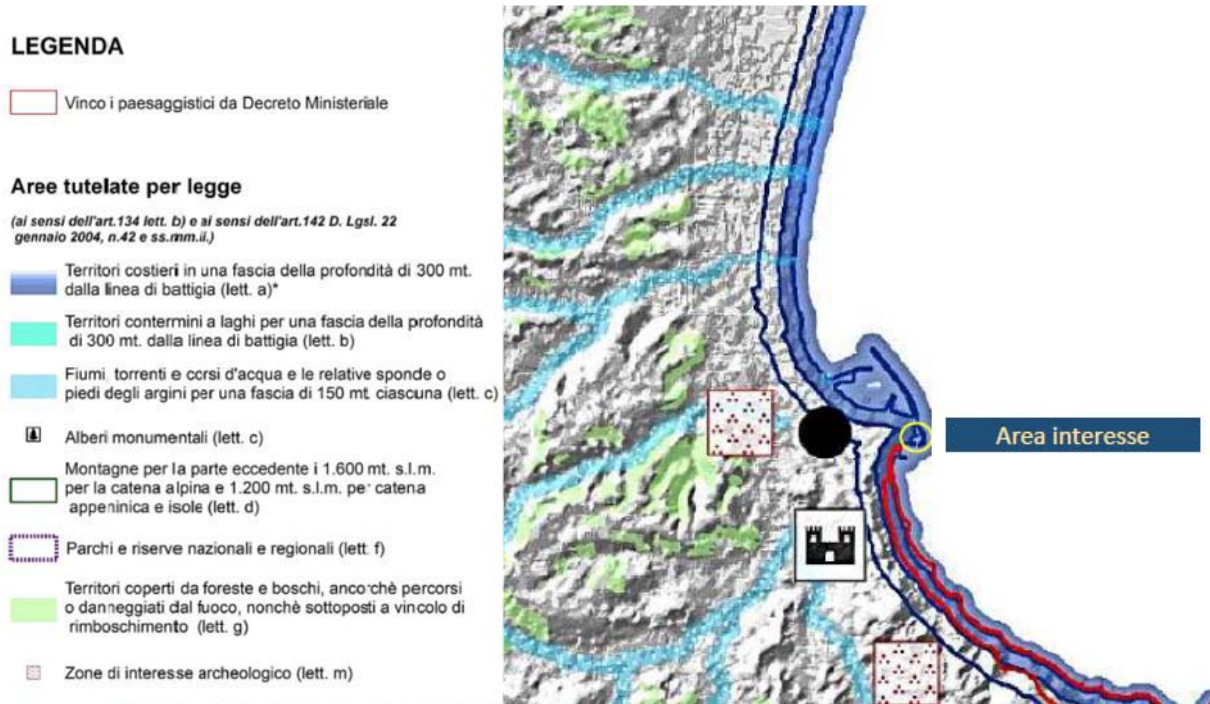 LEGENDA
Vinco i paesaggistici da Decreto Ministeriale
Aree tutelate per legge
(ai sensi dell'art.134 lett. b) e ai sensi dell'art.142 D. Lgsl. 22
gennaio 2004, n.42 e ss.mm.ii.)
Territori costieri in una fascia della profondità di 300 mt.
dalla linea di battigia (lett. a)*
Territori contermini a laghi per una fascia della profondità
di 300 mt. dalla linea di battigia (lett. b)
Fiumi, torrenti e corsi d'acqua e le relative sponde o
piedi degli argini per una fascia di 150 mt. ciascuna (lett. c)
Alberi monumentali (lett. c)
Montagne per la parte eccedente i 1.600 mt. s.l.m.
per la catena alpina e 1.200 mt. s.l.m. per catena
appeninica e isole (lett. d)
Parchi e riserve nazionali e regionali (lett. f)
Territori coperti da foreste e boschi, ancorchè percorsi
o danneggiati dal fuoco, nonchè sottoposti a vincolo di
rimboschimento (lett. g)
Zone di interesse archeologico (lett. m)
Area interesse